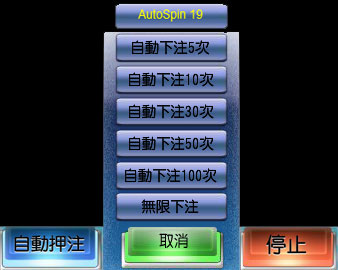 AutoSpin 19
自動下注5次
自動下注10次
自動下注30次
自動下注50次
自動下注100次
無限下注
自動押注
取消
停止